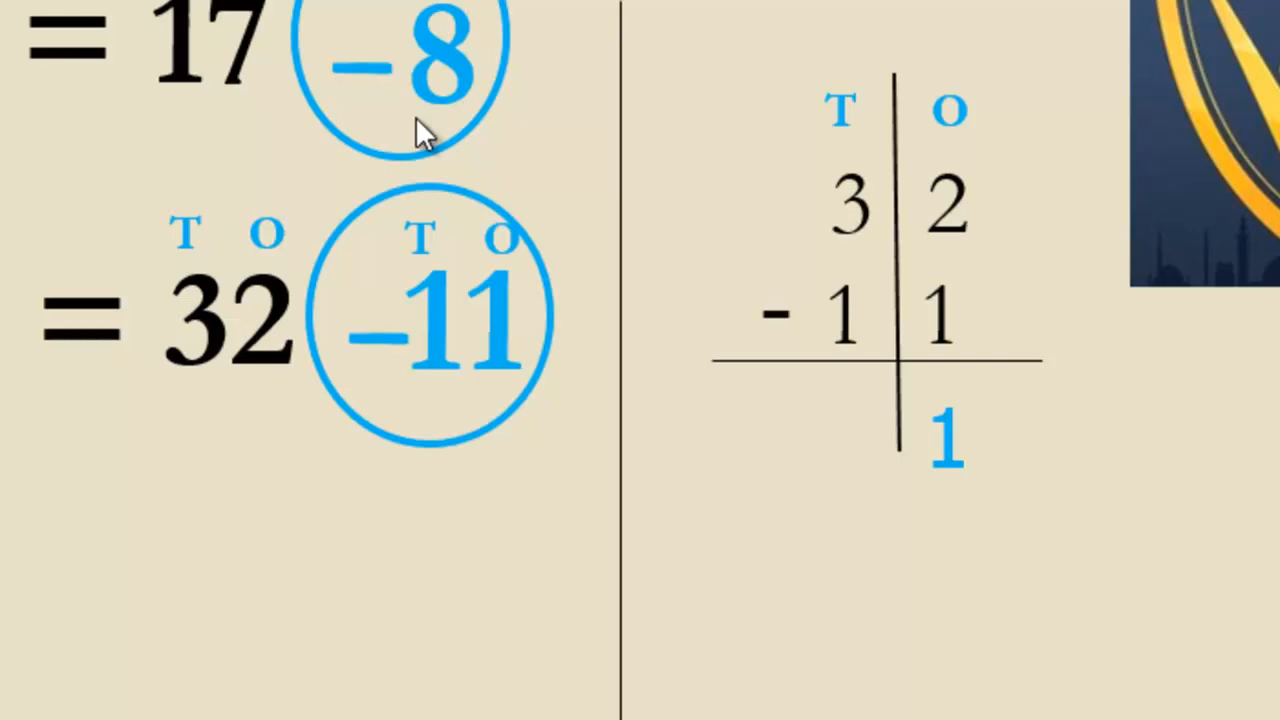 = 17 -8
T O T O
= 32 -11
T O
3 2
- 1 1
1